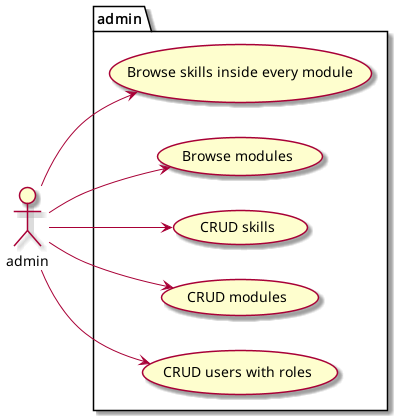 admin
Browse skills inside every module
Browse modules
CRUD skills
admin
CRUD modules
CRUD users with roles